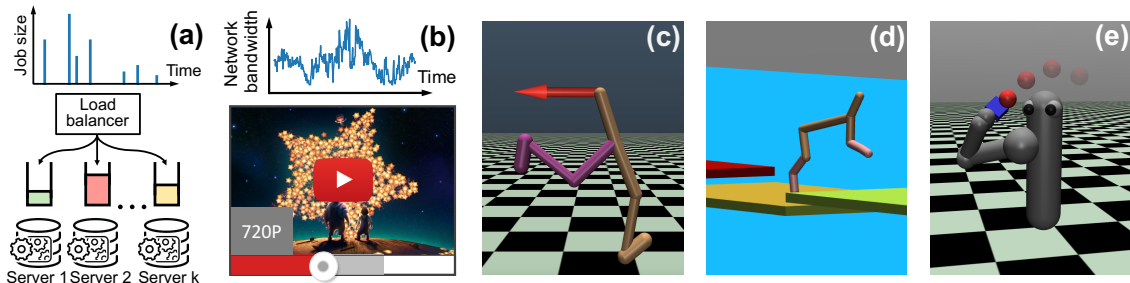 (a)
Job size
Time
Load
balancer
Server 1 Server 2 Server k
(b)
Network
bandwidth
Time
720P
(c)
(d)
(e)